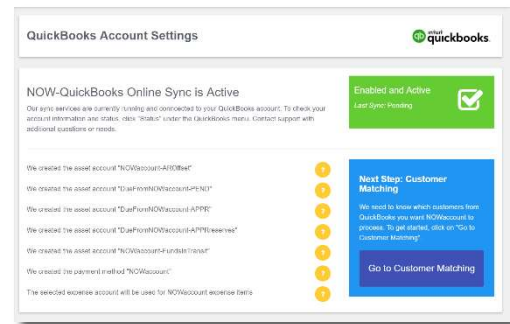 QuickBooks Account Settings
intuit
quickbooks.
NOW-QuickBooks Online Sync is Active
Our sync services are currently running and connected to your QuickBooks account. To check your
account information and status, click "Status" under the QuickBooks menu. Contact support with
additional questions or needs.
Enabled and Active
Last Sync: Pending
We created the asset account "NOWaccount-AROffset"
?
We created the asset account "DueFromNOWaccount-PEND"
?
We created the asset account "DueFromNOWaccount-APPR"
?
We created the asset account "DueFromNOWaccount-APPRreserves"
?
We created the asset account "NOWaccount-FundsInTransit"
?
We created the payment method "NOWaccount"
?
The selected expense account will be used for NOWaccount expense items
?
Next Step: Customer
Matching
We need to know which customers from
QuickBooks you want NOWaccount to
process. To get started, click on "Go to
Customer Matching"
Go to Customer Matching